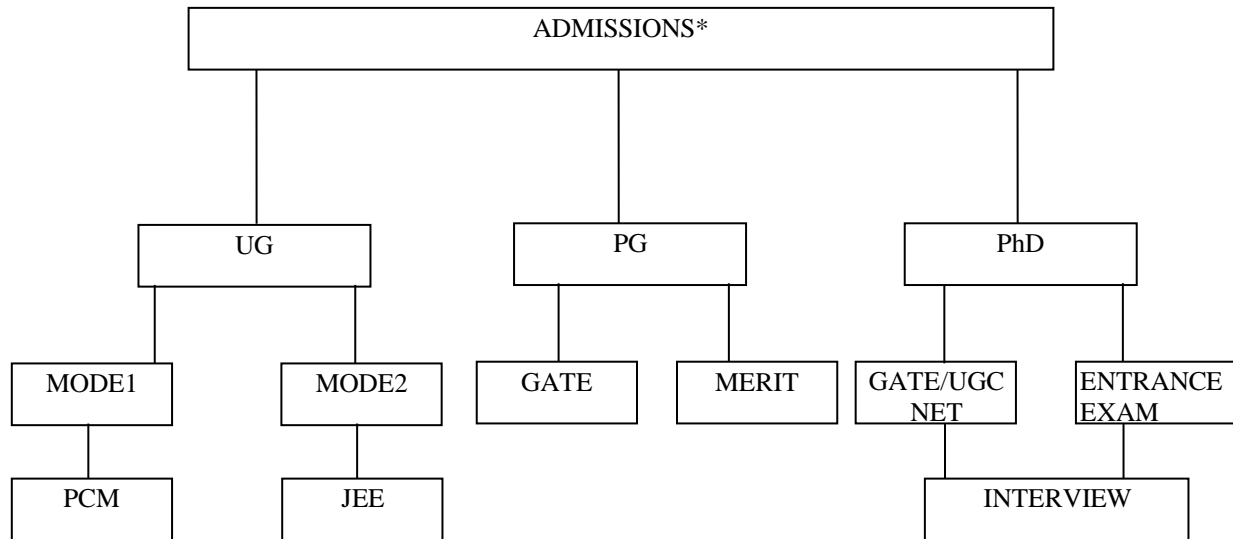 ADMISSIONS*
UG
PG
PhD
MODE1
MODE2
GATE
MERIT
GATE/UGC
NET
ENTRANCE
EXAM
PCM
JEE
INTERVIEW